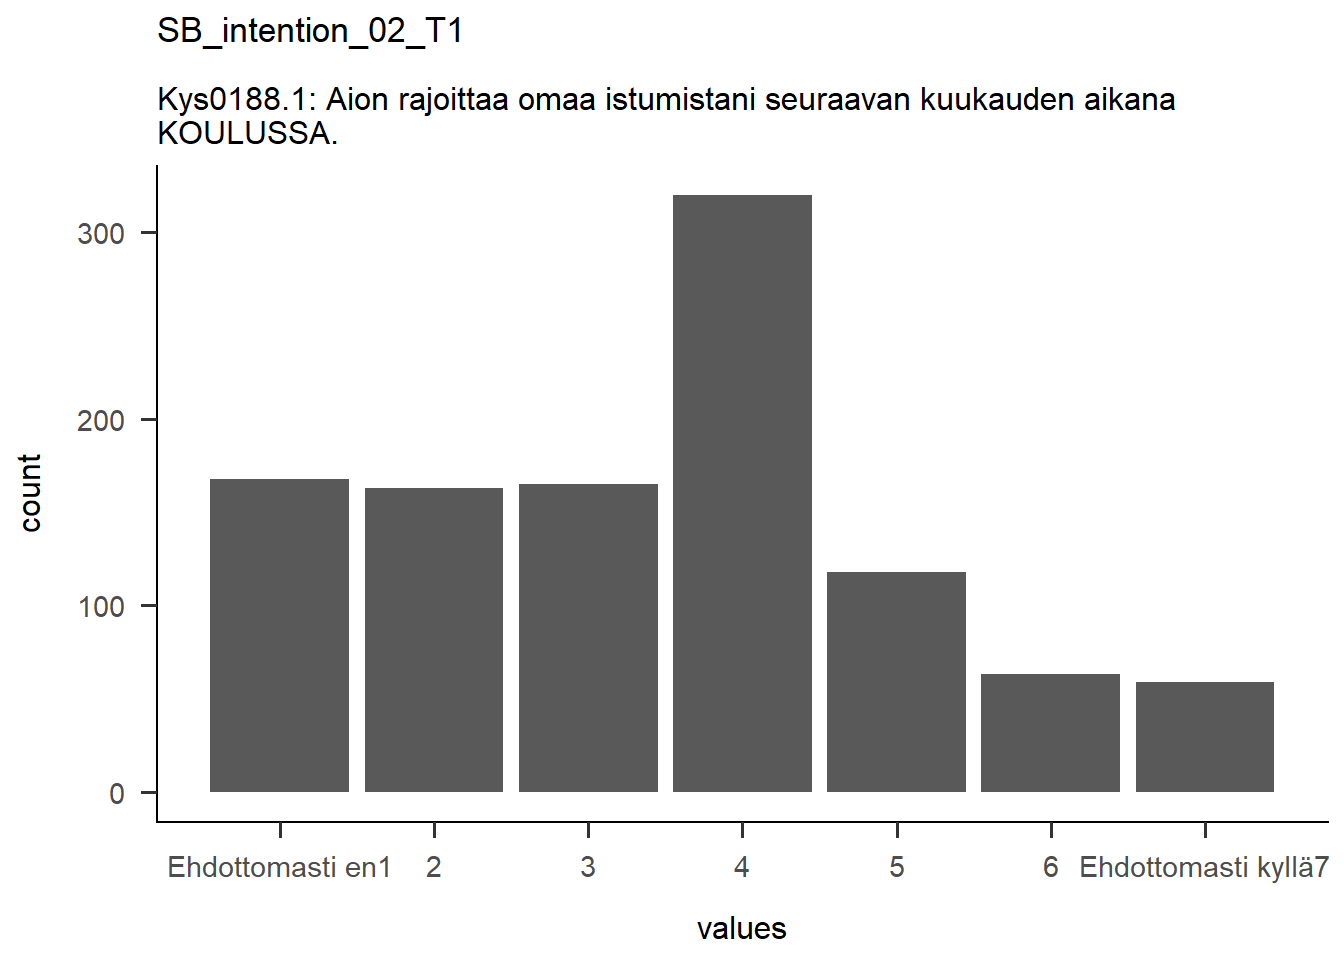 SB_intention_02_T1
Kys0188.1: Aion rajoittaa omaa istumistani seuraavan kuukauden aikana
KOULUSSA.
count
300
200
100
0
Ehdottomasti en1 2 3 4 5 6 Ehdottomasti kyllä7
values